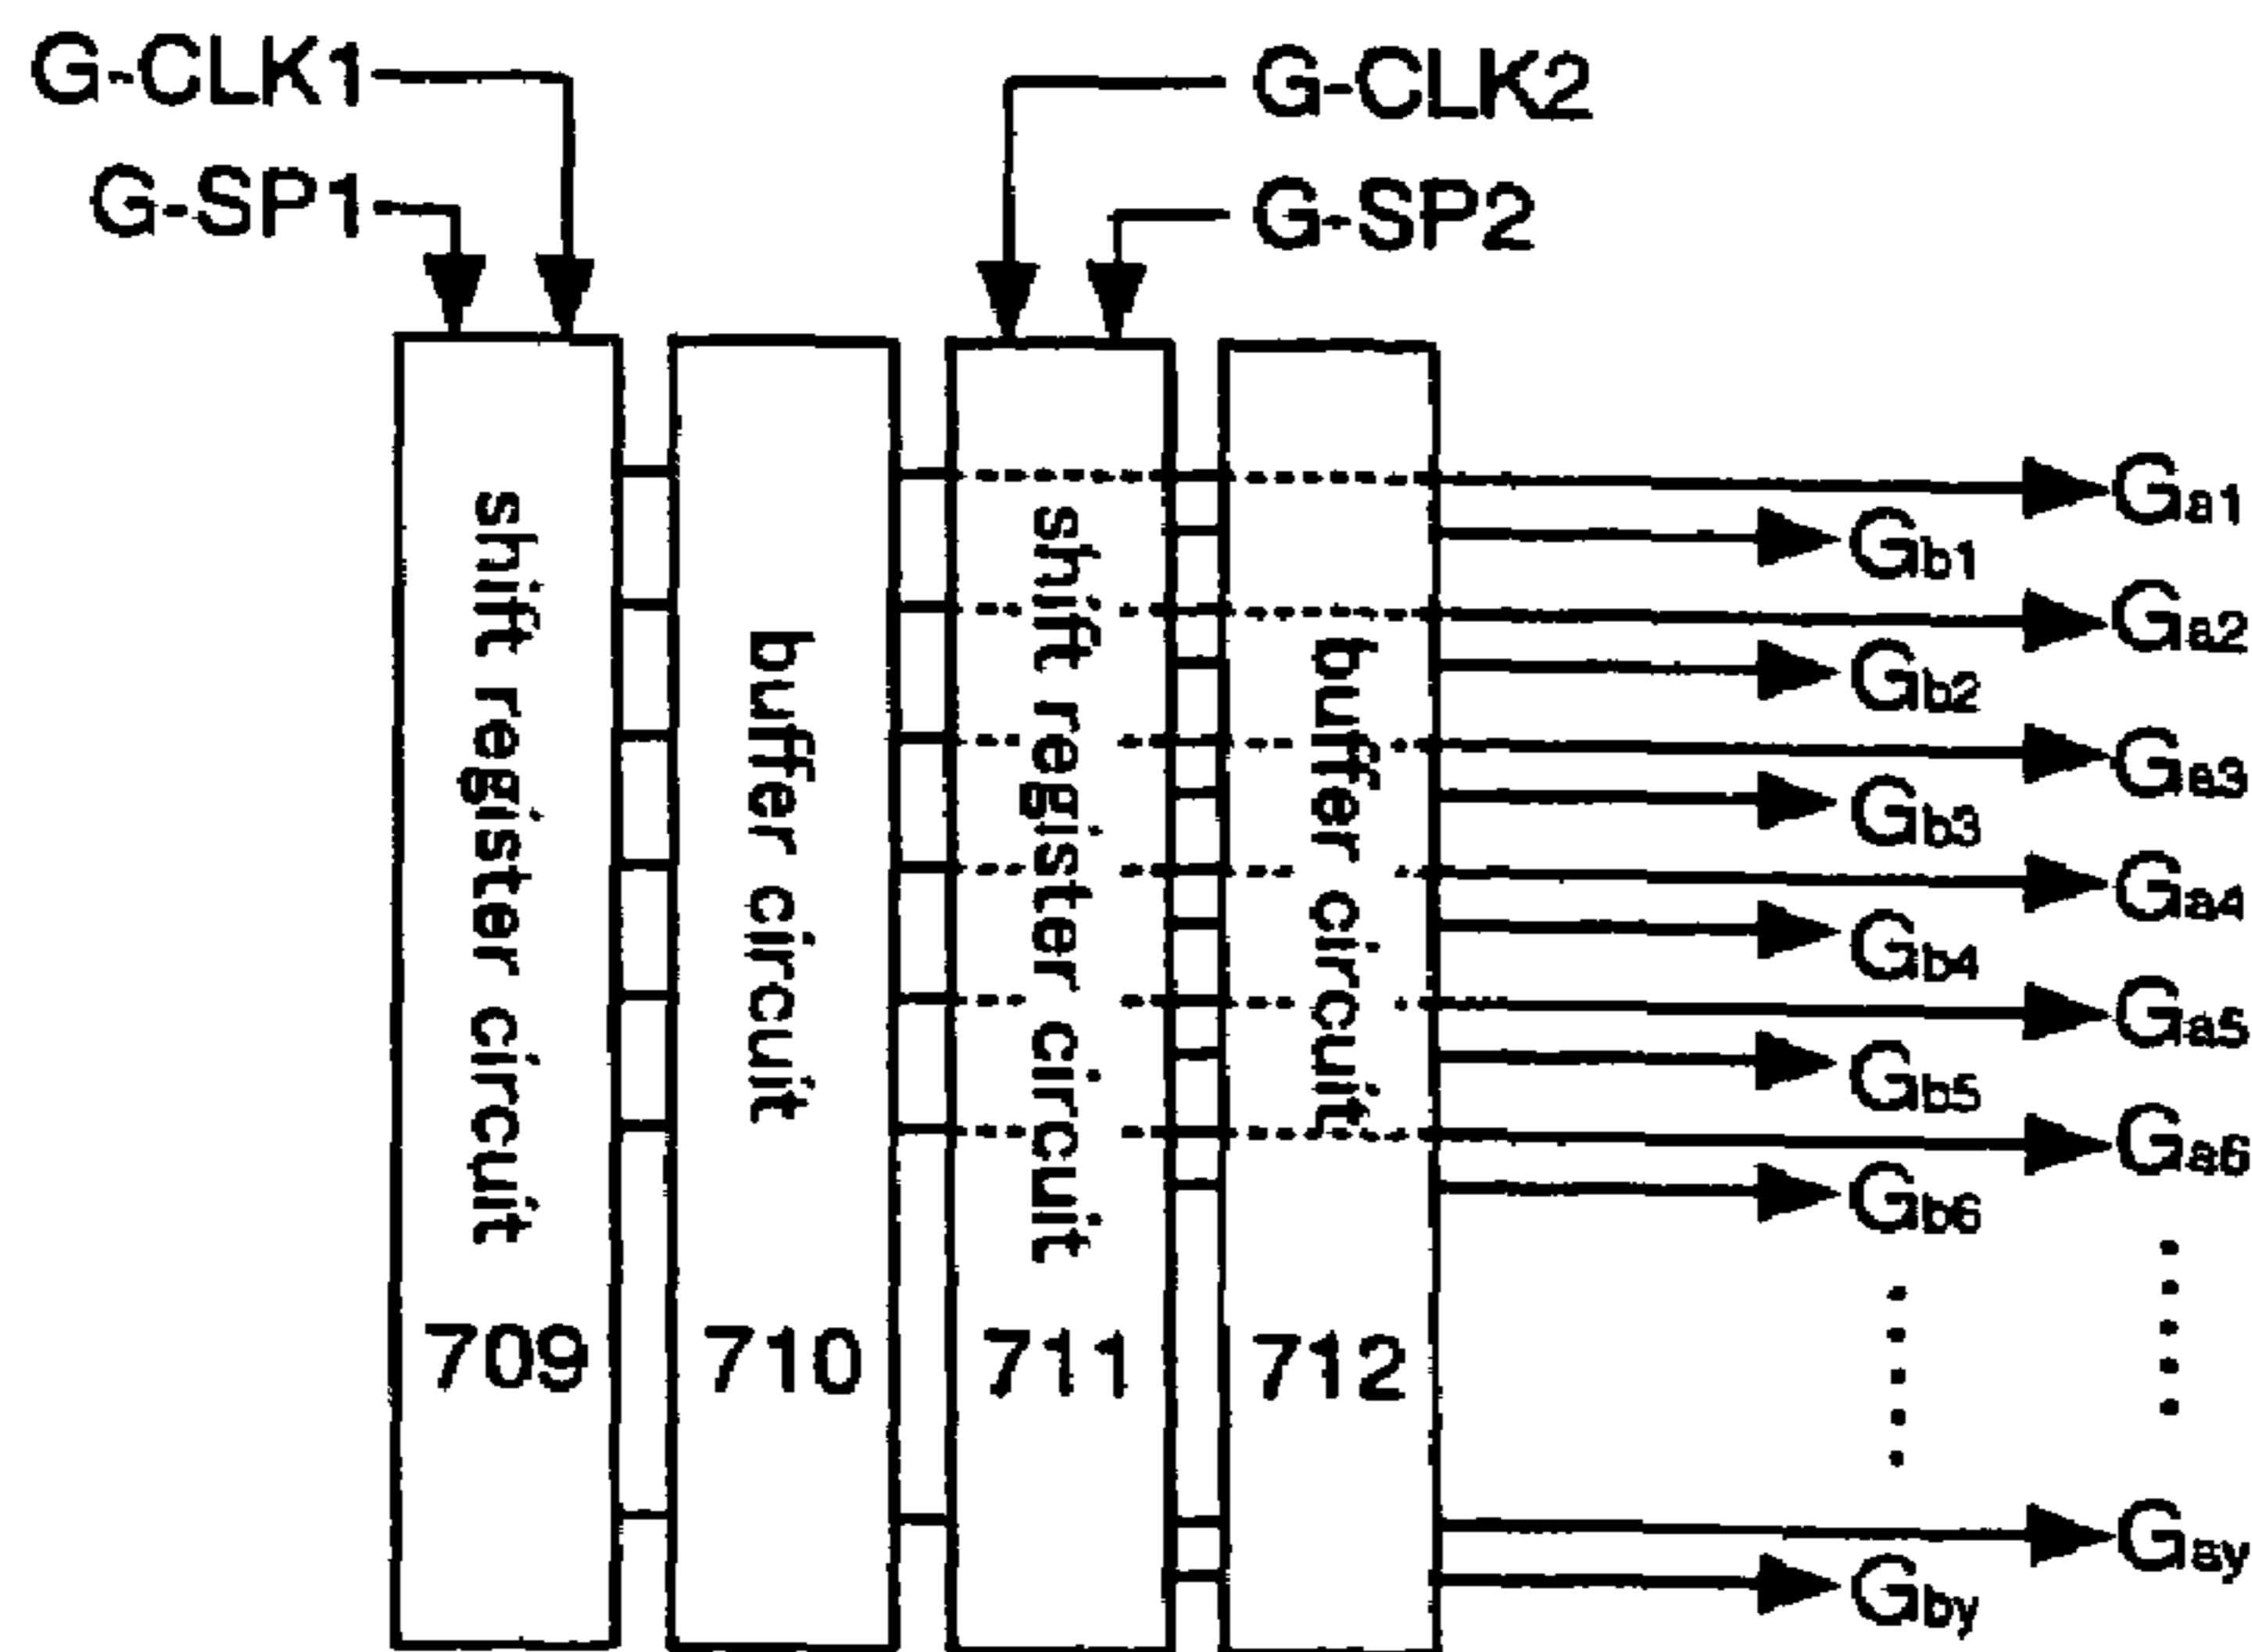 G-CLK1
G-CLK2
G-SP1
G-SP2
shift register circuit
709
buffer circuit
710
shift register circuit
711
buffer circuit
712
Ga1
Gb1
Ga2
Gb2
Ga3
Gb3
Ga4
Gb4
Ga5
Gb5
Ga6
Gb6
Gay
Gby